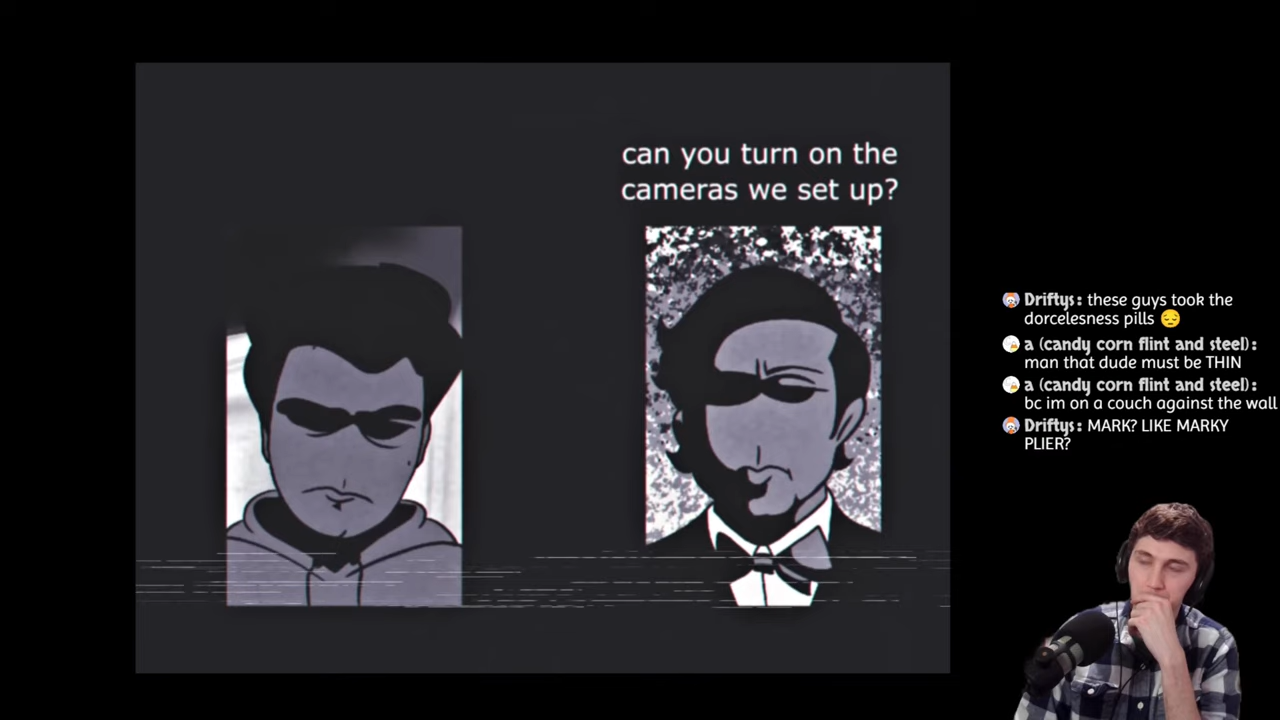 can you turn on the
cameras we set up?
Driftys: these guys took the
dorcelesness pills 😔
a (candy corn flint and steel):
man that dude must be THIN
a (candy corn flint and steel):
bc im on a couch against the wall
Driftys: MARK? LIKE MARKY
PLIER?